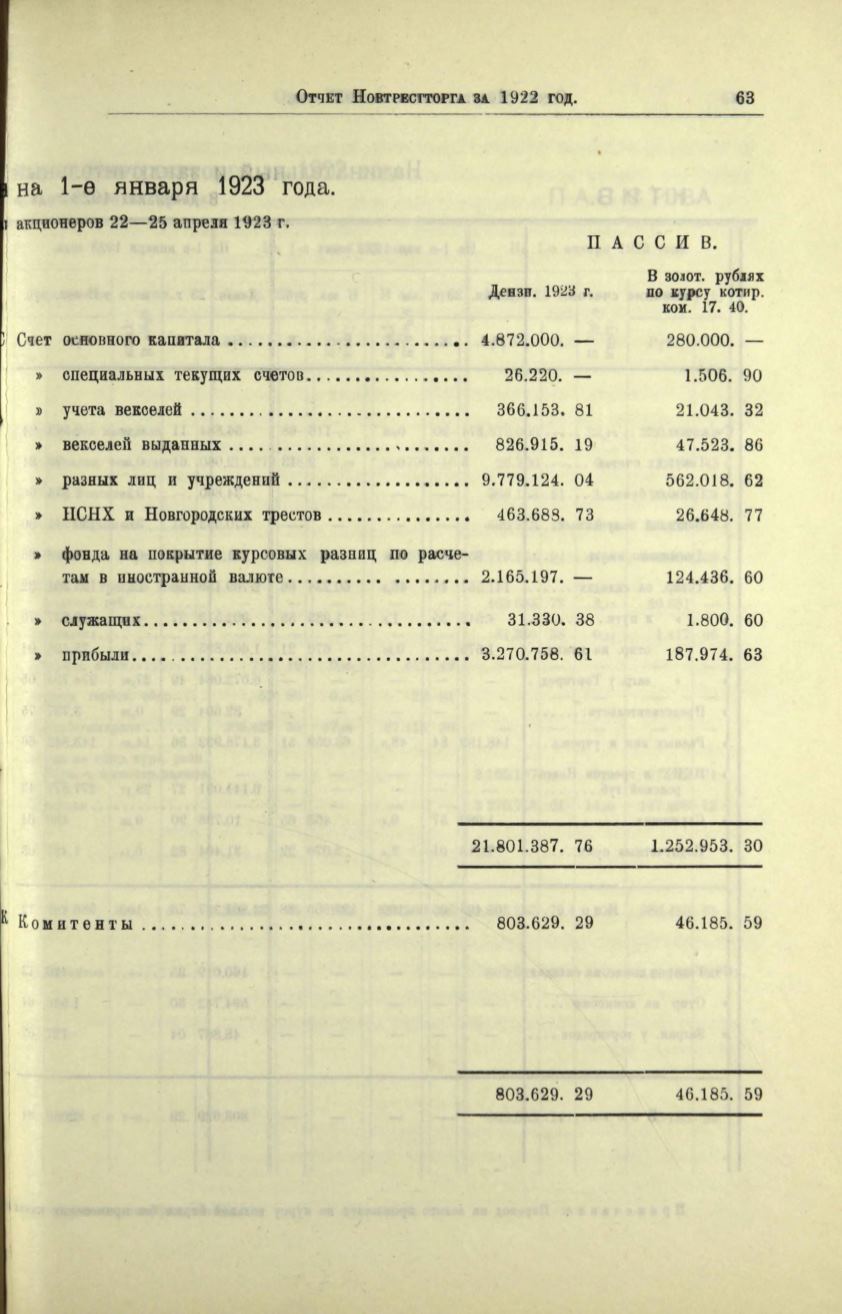 Отчет Новтрестторга за 1922 год. 63
на 1-е января 1923 года.
акционеров 22—25 апреля 1923 г.
ПАССИВ.
Дензн. 1923 г.
В золот. рублях
по курсу котир.
ком. 17. 40.
Счет основного капитала 4.872.000. — 280.000. —
» специальных текущих счетов 26.220. — 1.506. 90
» учета векселей 366.153. 81 21.043. 32
» векселей выданных 826.915. 19 47.523. 86
» разных лиц и учреждений 9.779.124. 04 562.018. 62
» НСНХ и Новгородских трестов 463.688. 73 26.648. 77
» фонда на покрытие курсовых разниц по расче-
там в иностранной валюте 2.165.197. — 124.436. 60
» служащих 31.330. 38 1.800. 60
» прибыли 3.270.758. 61 187.974. 63
21.801.387. 76 1.252.953. 30
Комитенты 803.629. 29 46.185. 59
803.629. 29 46.185. 59